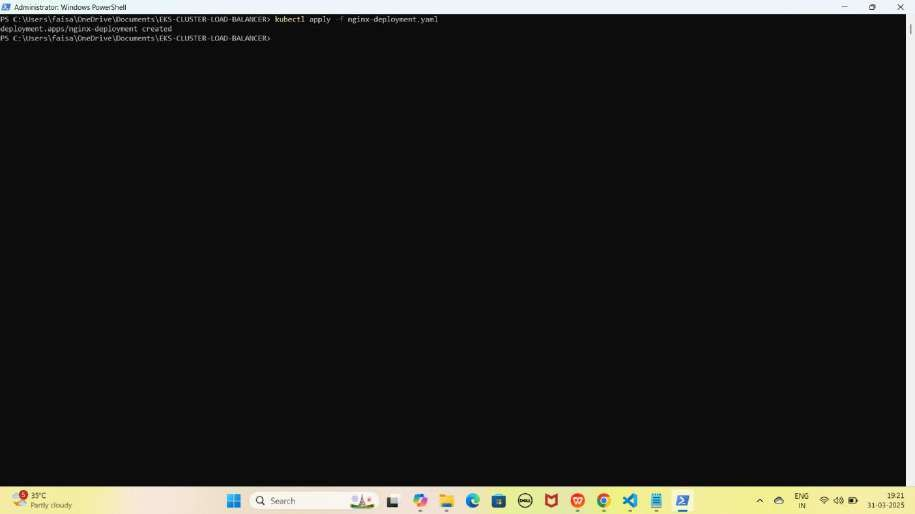 Administrator: Windows PowerShell
PS C:\Users\faisa\OneDrive\Documents\EKS-CLUSTER-LOAD-BALANCER> kubectl apply -f nginx-deployment.yaml
deployment.apps/nginx-deployment created
PS C:\Users\faisa\OneDrive\Documents\EKS-CLUSTER-LOAD-BALANCER>
5
35°C
Partly cloudy
Search
DELL
ENG
IN
19:21
31-03-2025